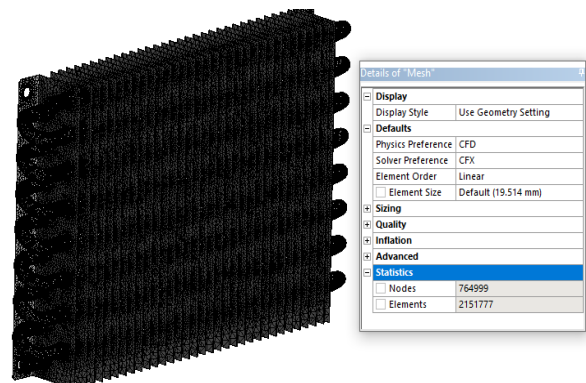 Details of "Mesh"
Display
Display Style Use Geometry Setting
Defaults
Physics Preference CFD
Solver Preference CFX
Element Order Linear
Element Size Default (19.514 mm)
Sizing
Quality
Inflation
Advanced
Statistics
Nodes 764999
Elements 2151777